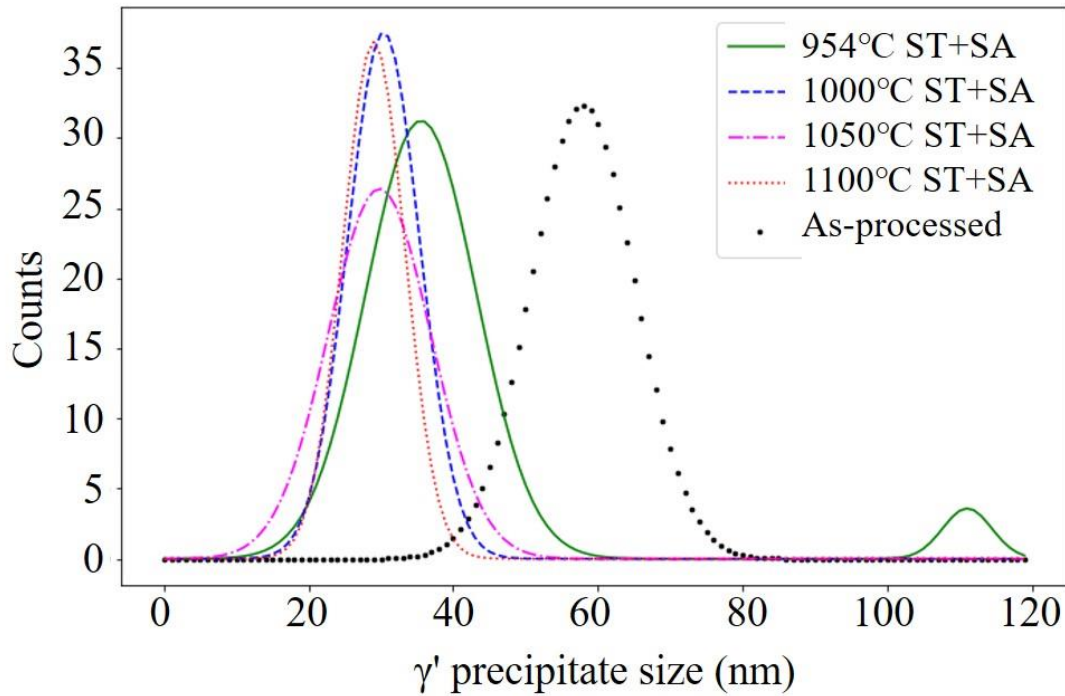 954°C ST+SA
1000°C ST+SA
1050°C ST+SA
1100°C ST+SA
As-processed
Counts
35
30
25
20
15
10
5
0
0 20 40 60 80 100 120
γ' precipitate size (nm)